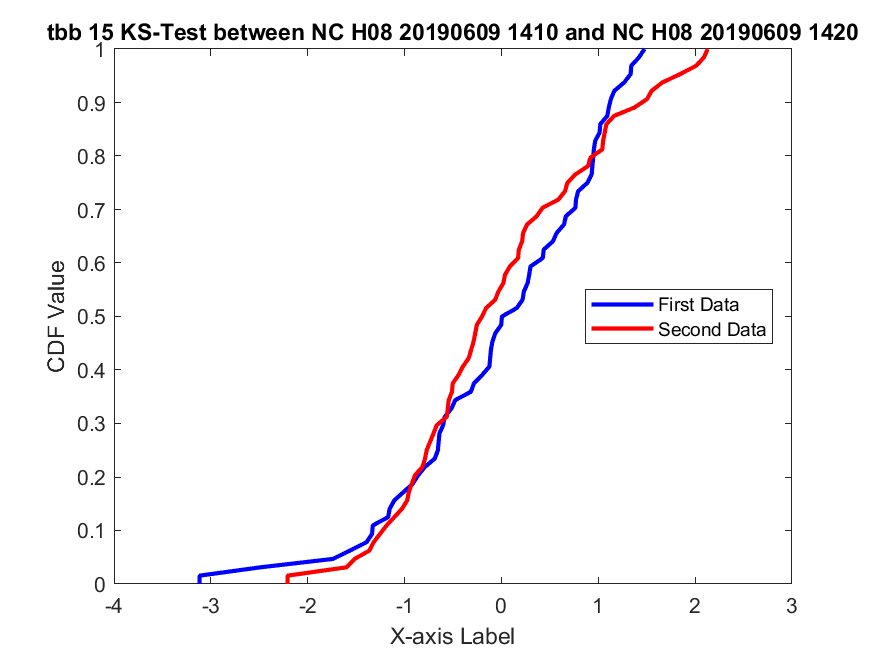 tbb 15 KS-Test between NC H08 20190609 1410 and NC H08 20190609 1420
1
0.9
0.8
0.7
0.6
0.5
0.4
0.3
0.2
0.1
0
CDF Value
First Data
Second Data
-4 -3 -2 -1 0 1 2 3
X-axis Label